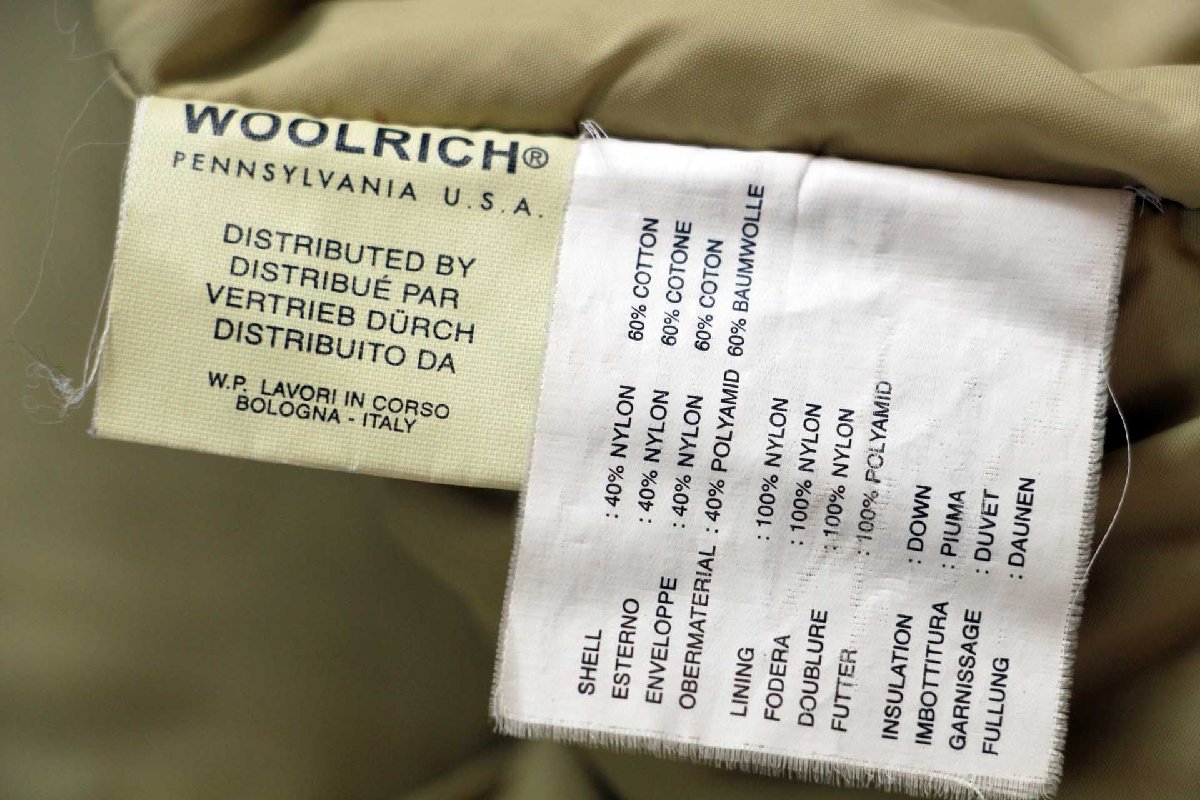 WOOLRICH®
PENNSYLVANIA U.S.A.
DISTRIBUTED BY
DISTRIBUÉ PAR
VERTRIEB DÜRCH
DISTRIBUITO DA
W.P. LAVORI IN CORSO
BOLOGNA - ITALY
SHELL : 40% NYLON 60% COTTON
ESTERNO : 40% NYLON 60% COTONE
ENVELOPPE : 40% NYLON 60% COTON
OBERMATERIAL : 40% POLYAMID 60% BAUMWOLLE
LINING : 100% NYLON
FODERA : 100% NYLON
DOUBLURE : 100% NYLON
FUTTER : 100% POLYAMID
INSULATION : DOWN
IMBOTTITURA : PIUMA
GARNISSAGE : DUVET
FULLUNG : DAUNEN